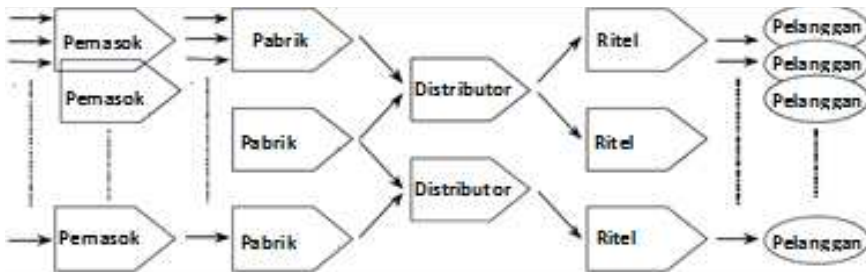 Pemasok
Pabrik
Ritel
Pelanggan
Pelanggan
Pemasok
Distributor
Pelanggan
Pabrik
Ritel
Distributor
Pemasok
Pabrik
Ritel
Pelanggan